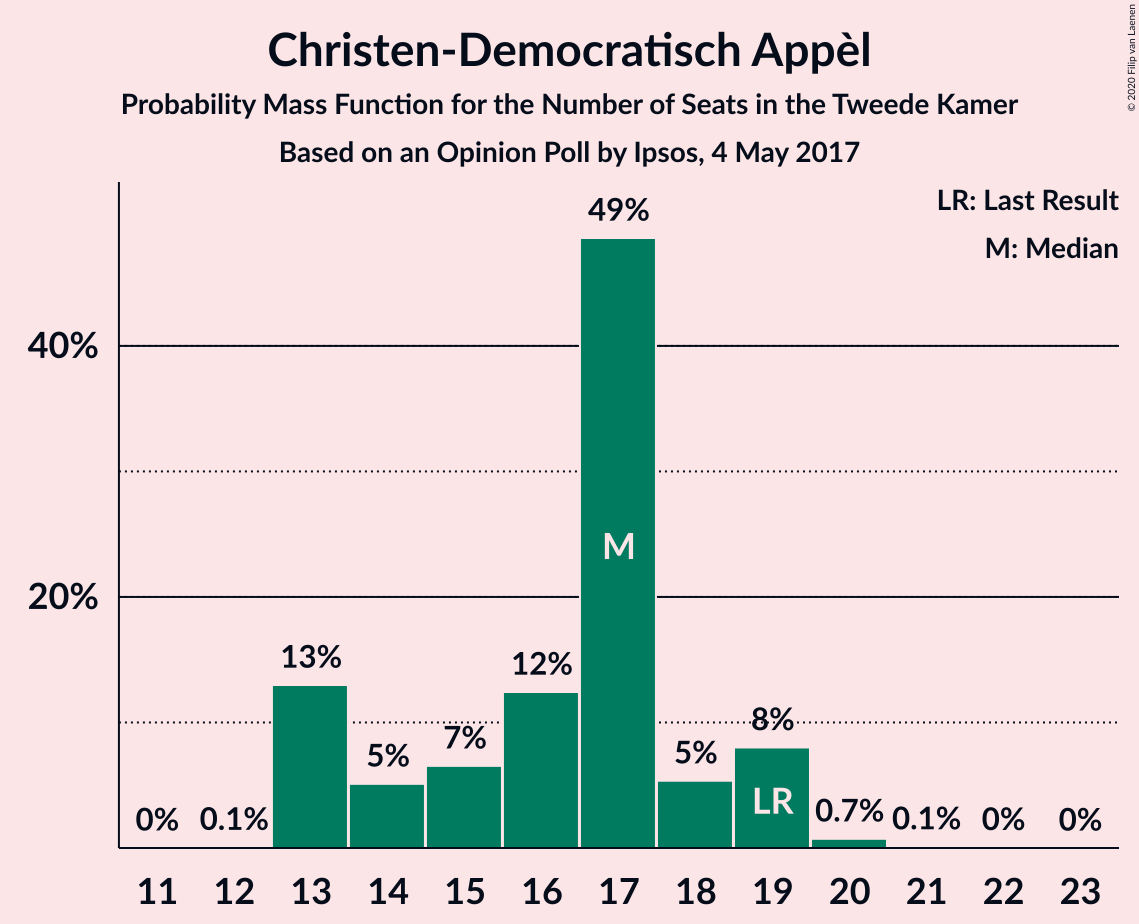 Christen-Democratisch Appèl
Probability Mass Function for the Number of Seats in the Tweede Kamer
Based on an Opinion Poll by Ipsos, 4 May 2017
© 2020 Filip van Laenen
LR: Last Result
M: Median
49%
40%
M
20%
13%
12%
8%
7%
5%
5%
LR
0%
0.1%
0.7%
0.1%
0%
0%
11 12 13 14 15 16 17 18 19 20 21 22 23